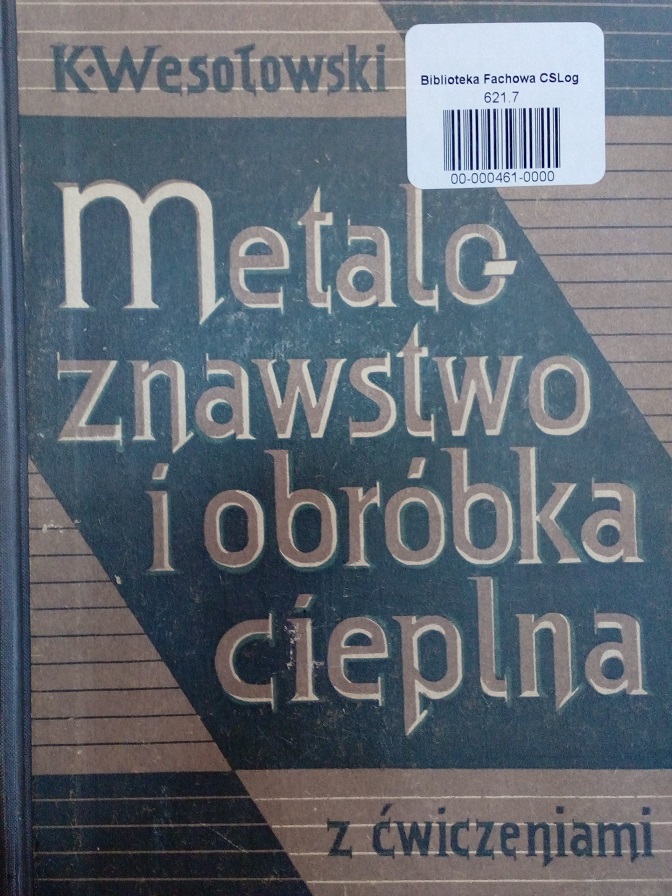 K. Wesołowski
Biblioteka Fachowa CSLog
621.7
00-000461-0000
Metalo-
znawstwo
i obróbka
cieplna
z ćwiczeniami